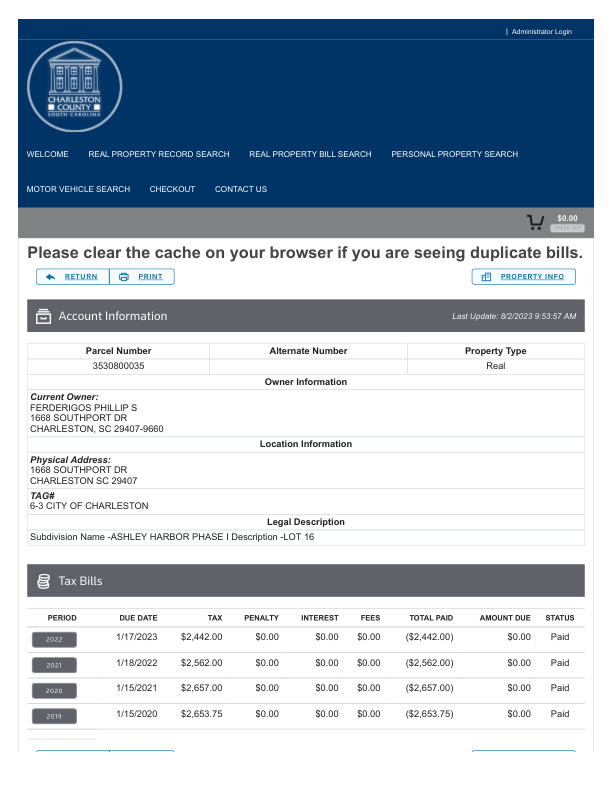 | Administrator Login
CHARLESTON
COUNTY
SOUTH CAROLINA
WELCOME REAL PROPERTY RECORD SEARCH REAL PROPERTY BILL SEARCH PERSONAL PROPERTY SEARCH
MOTOR VEHICLE SEARCH CHECKOUT CONTACT US
$0.00
CHECK OUT
Please clear the cache on your browser if you are seeing duplicate bills.
RETURN PRINT PROPERTY INFO
Account Information Last Update: 8/2/2023 9:53:57 AM
Parcel Number Alternate Number Property Type
3530800035 Real
Owner Information
Current Owner:
FERDERIGOS PHILLIP S
1668 SOUTHPORT DR
CHARLESTON, SC 29407-9660
Location Information
Physical Address:
1668 SOUTHPORT DR
CHARLESTON SC 29407
TAG#
6-3 CITY OF CHARLESTON
Legal Description
Subdivision Name -ASHLEY HARBOR PHASE I Description -LOT 16
Tax Bills
PERIOD DUE DATE TAX PENALTY INTEREST FEES TOTAL PAID AMOUNT DUE STATUS
2022 1/17/2023 $2,442.00 $0.00 $0.00 $0.00 ($2,442.00) $0.00 Paid
2021 1/18/2022 $2,562.00 $0.00 $0.00 $0.00 ($2,562.00) $0.00 Paid
2020 1/15/2021 $2,657.00 $0.00 $0.00 $0.00 ($2,657.00) $0.00 Paid
2019 1/15/2020 $2,653.75 $0.00 $0.00 $0.00 ($2,653.75) $0.00 Paid